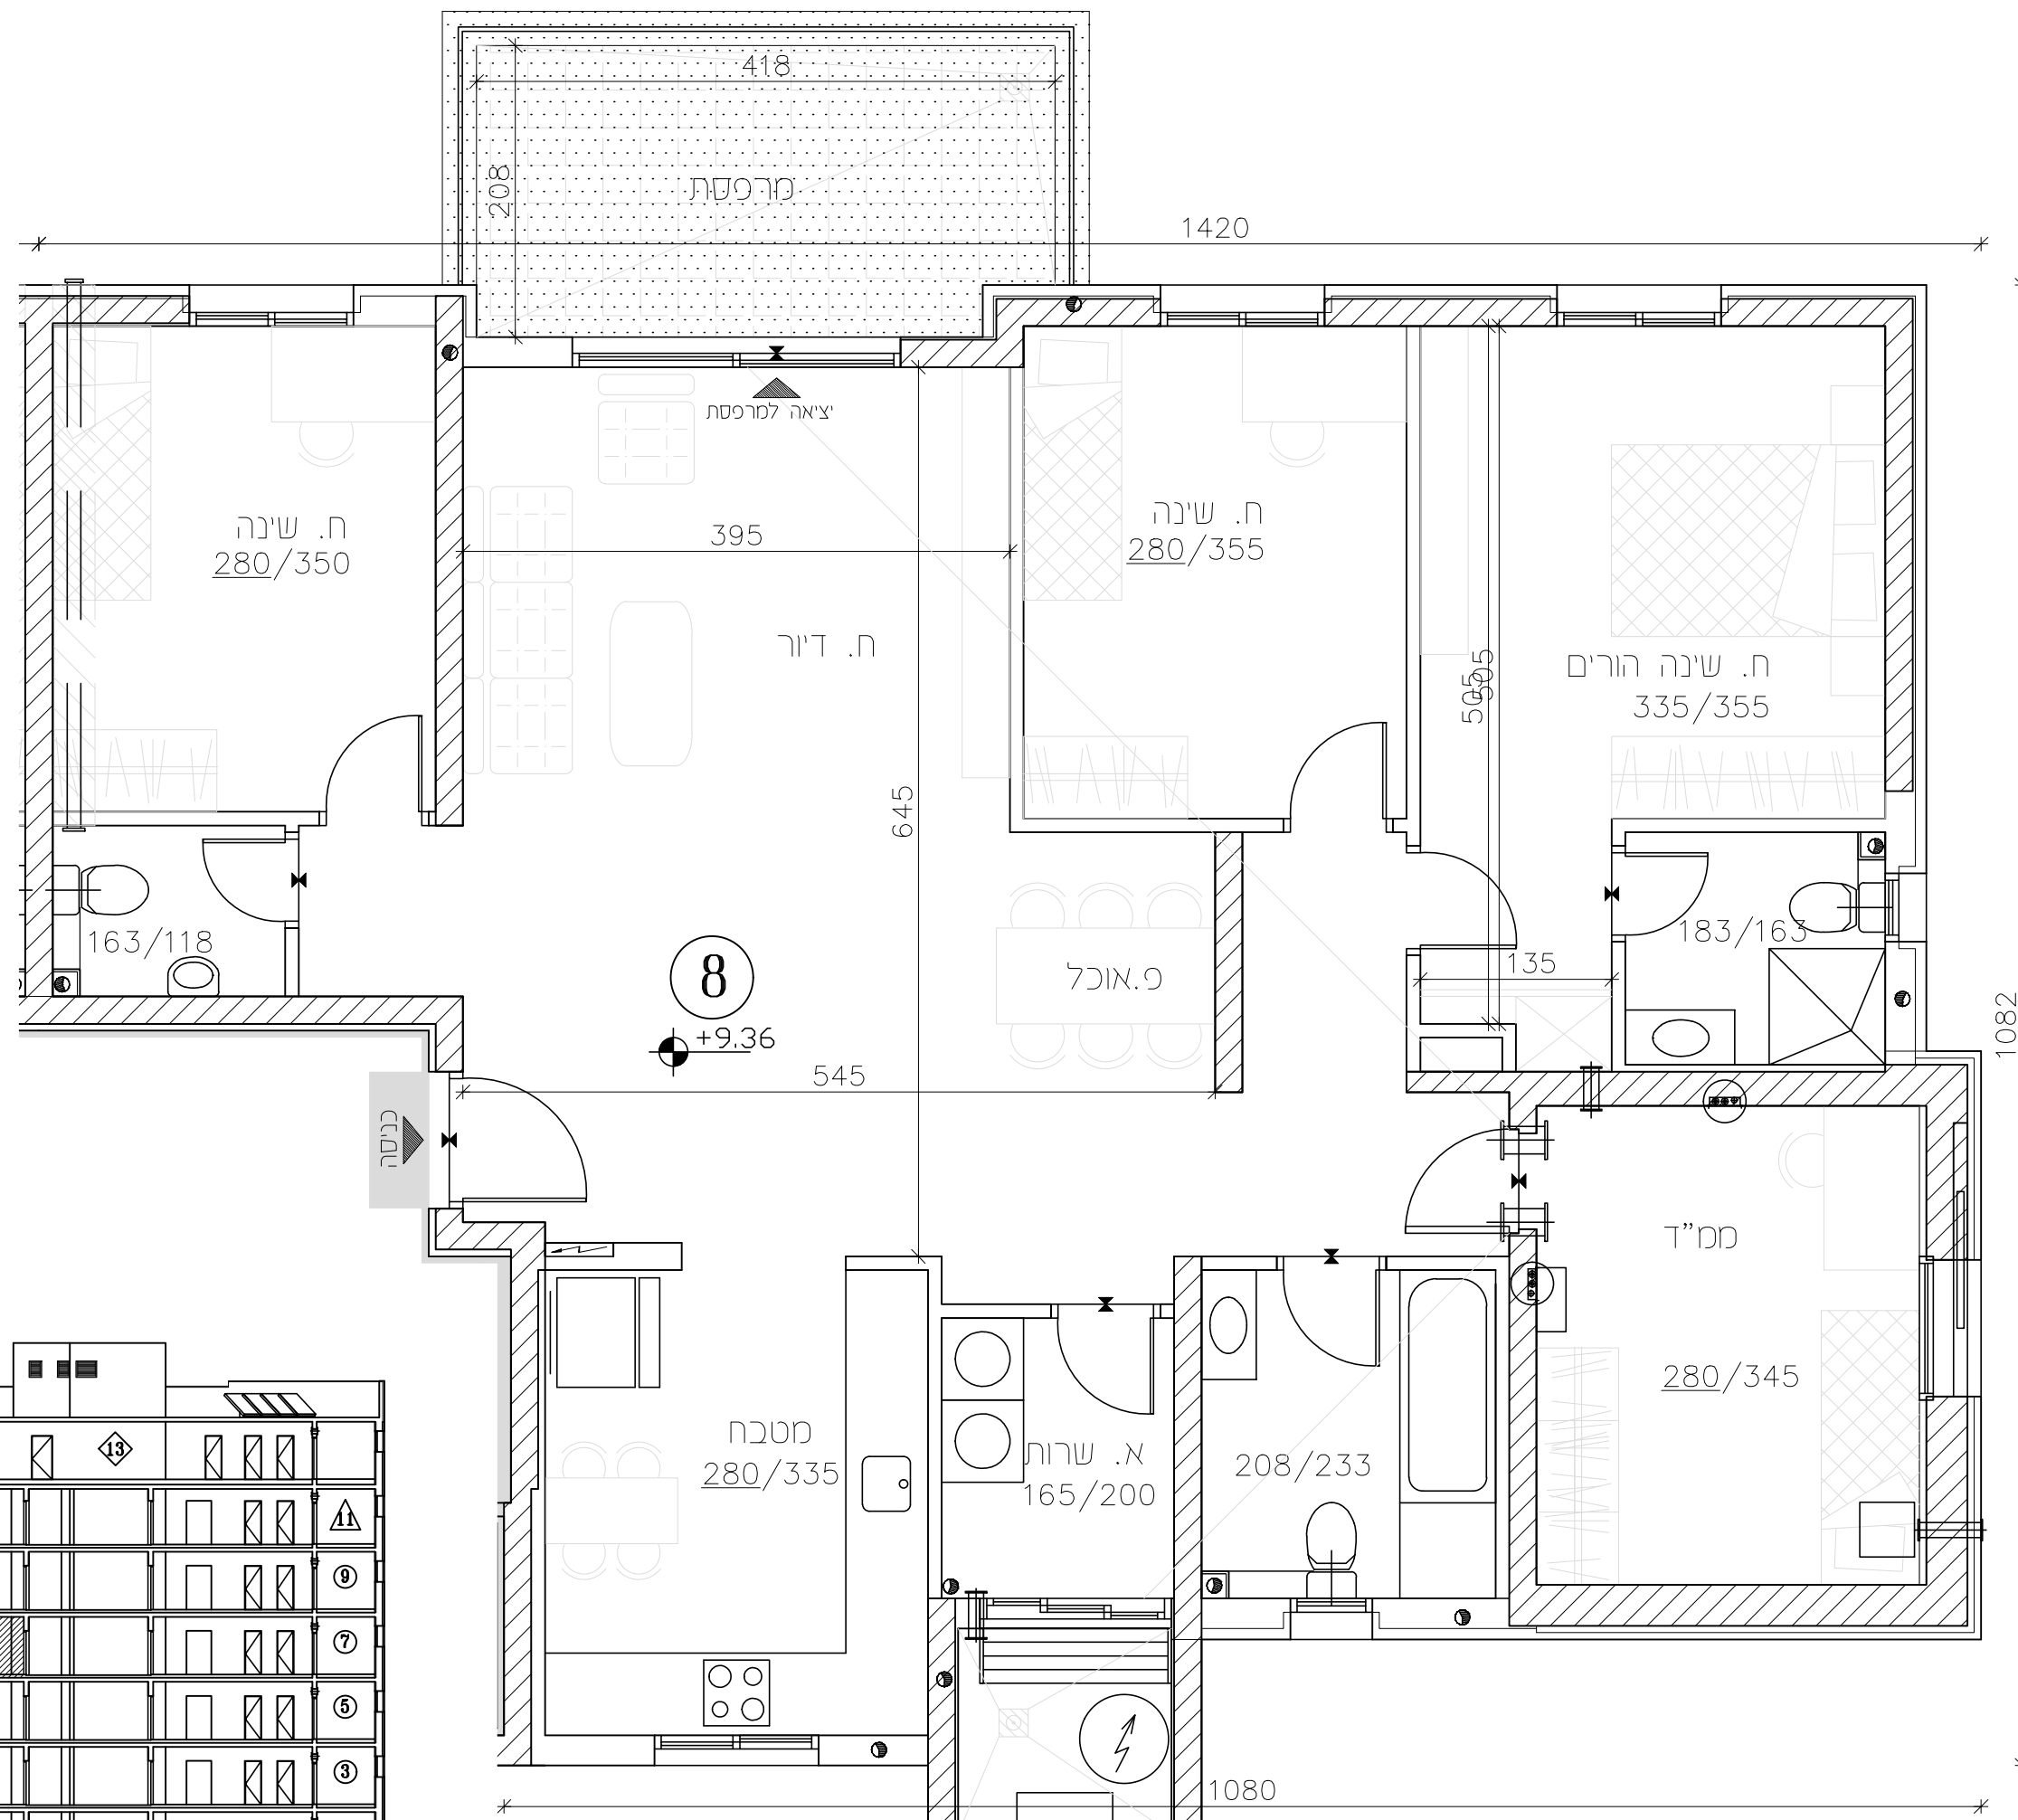 418
208
מרפסת
1420
יציאה למרפסת
ח. שינה
280/350
395
ח. שינה
280/355
ח. דיור
505
505
ח. שינה הורים
335/355
645
163/118
183/163
135
פ.אוכל
8
+9.36
1082
545
כניסה
ממ"ד
280/345
מטבח
280/335
א. שרות
165/200
208/233
13
11
9
7
5
3
1080